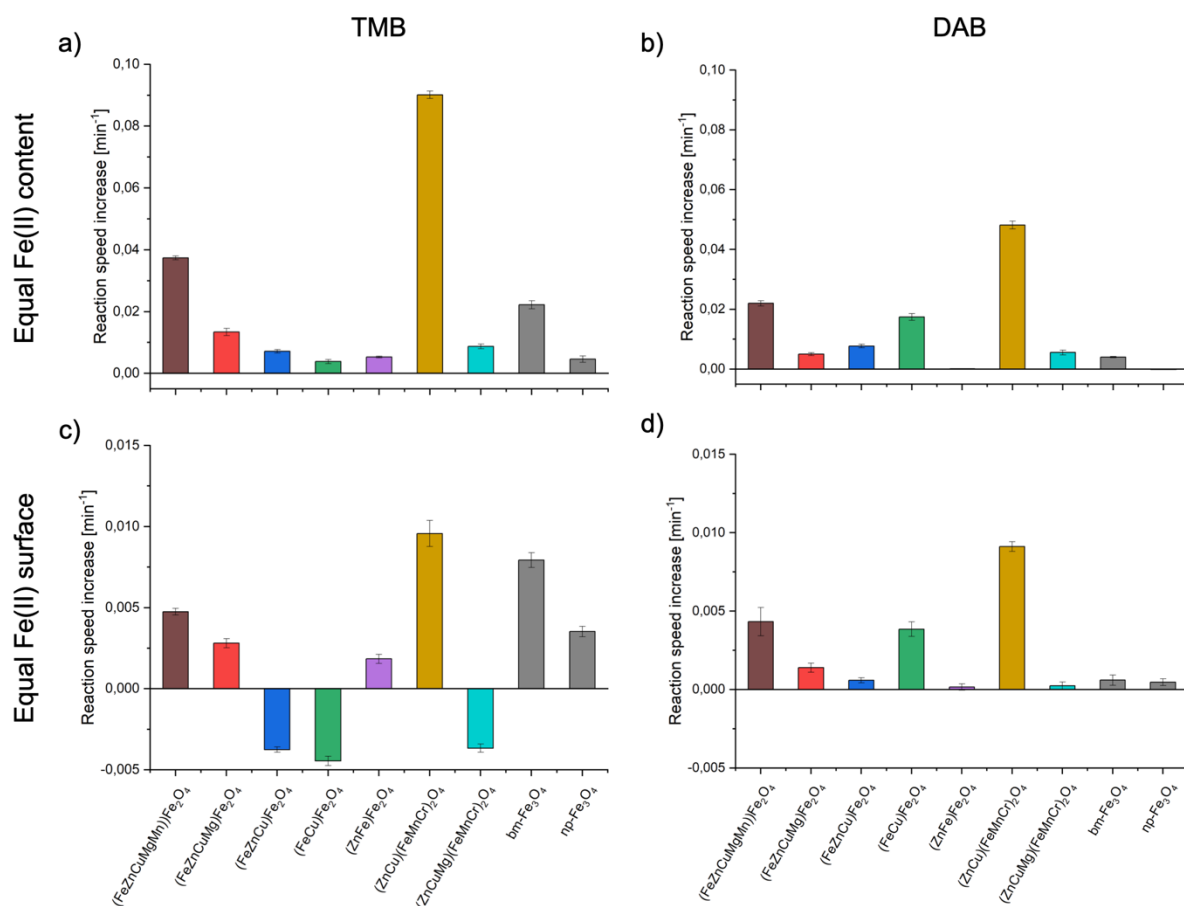 TMB
DAB
a)
b)
Equal Fe(II) content
Reaction speed increase [min⁻¹]
0,10
0,08
0,06
0,04
0,02
0,00
Reaction speed increase [min⁻¹]
0,10
0,08
0,06
0,04
0,02
0,00
c)
d)
Equal Fe(II) surface
Reaction speed increase [min⁻¹]
0,015
0,010
0,005
0,000
-0,005
(FeZnCuMgMn))Fe₂O₄
(FeZnCuMg)Fe₂O₄
(FeZnCu)Fe₂O₄
(FeCu)Fe₂O₄
(ZnFe)Fe₂O₄
(ZnCu)(FeMnCr)₂O₄
(ZnCuMg)(FeMnCr)₂O₄
bm-Fe₃O₄
np-Fe₃O₄
Reaction speed increase [min⁻¹]
0,015
0,010
0,005
0,000
-0,005
(FeZnCuMgMn))Fe₂O₄
(FeZnCuMg)Fe₂O₄
(FeZnCu)Fe₂O₄
(FeCu)Fe₂O₄
(ZnFe)Fe₂O₄
(ZnCu)(FeMnCr)₂O₄
(ZnCuMg)(FeMnCr)₂O₄
bm-Fe₃O₄
np-Fe₃O₄